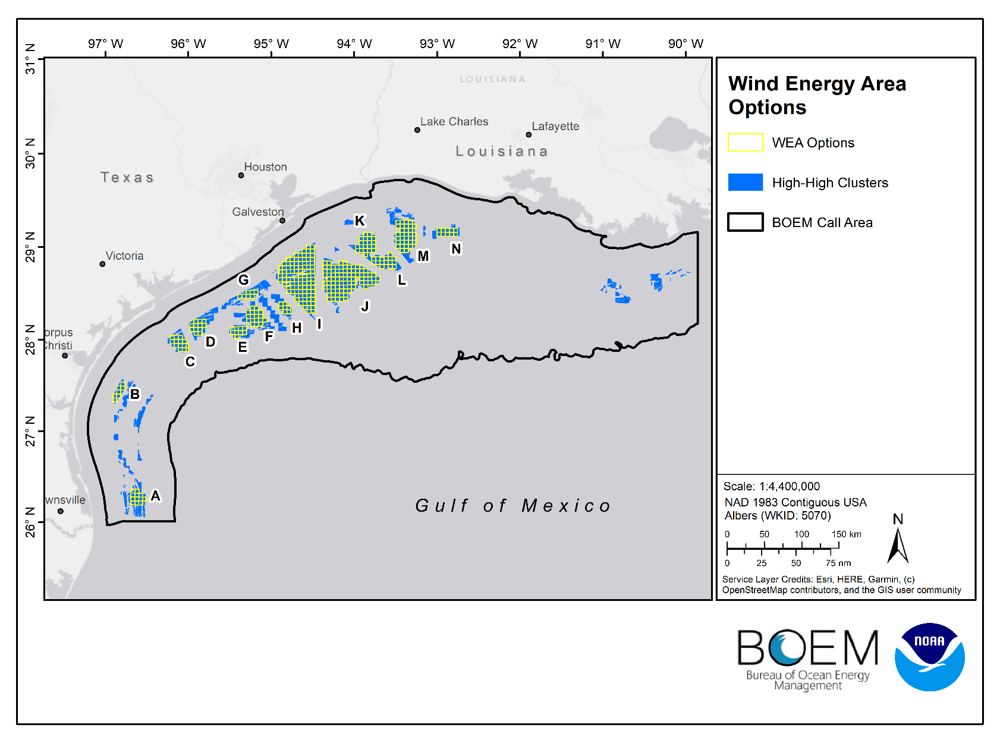 97° W 96° W 95° W 94° W 93° W 92° W 91° W 90° W
31° N
30° N
29° N
28° N
27° N
26° N
LOUISIANA
Lake Charles
Lafayette
Louisiana
Houston
Texas
Galveston
Victoria
orpus
Christi
wnsville
K
N
M
G
L
J
I
H
F
D
E
C
B
A
Gulf of Mexico
Wind Energy Area
Options
WEA Options
High-High Clusters
BOEM Call Area
Scale: 1:4,400,000
NAD 1983 Contiguous USA
Albers (WKID: 5070)
N
0 50 100 150 km
0 25 50 75 nm
Service Layer Credits: Esri, HERE, Garmin, (c)
OpenStreetMap contributors, and the GIS user community
BOEM
Bureau of Ocean Energy
Management
NOAA